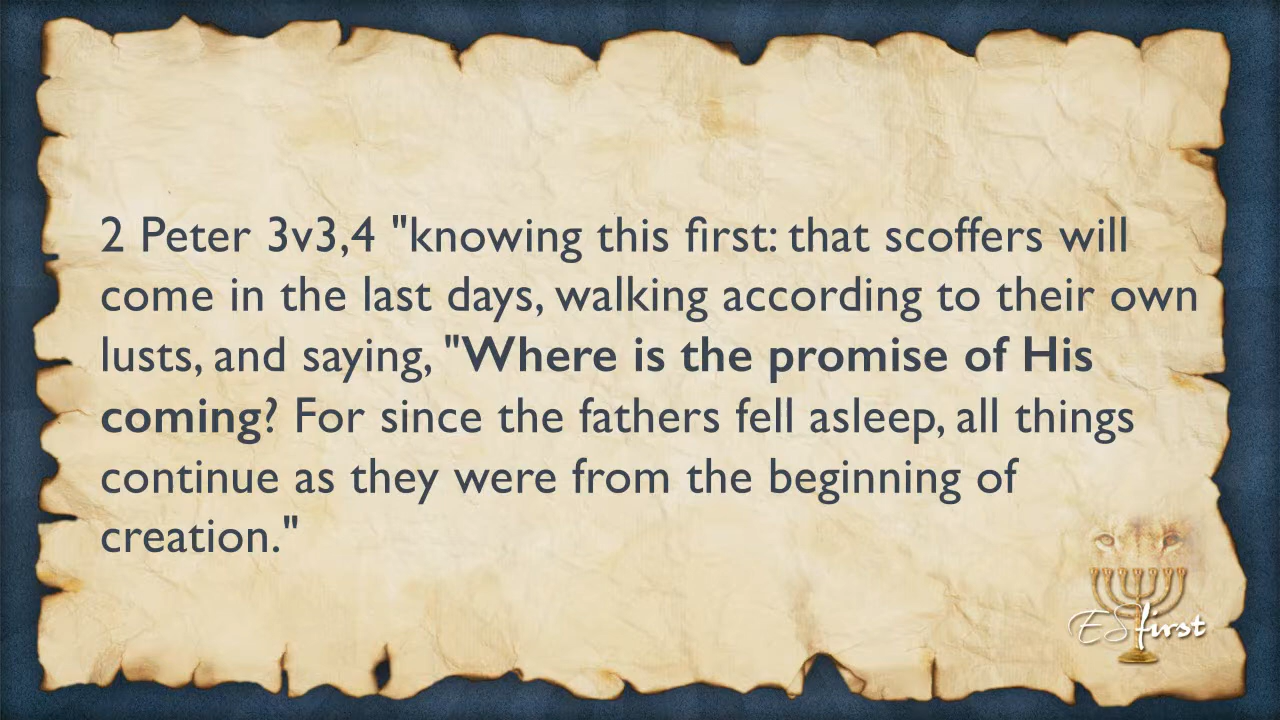 2 Peter 3v3,4 "knowing this first: that scoffers will
come in the last days, walking according to their own
lusts, and saying, "Where is the promise of His
coming? For since the fathers fell asleep, all things
continue as they were from the beginning of
creation."
ESfirst